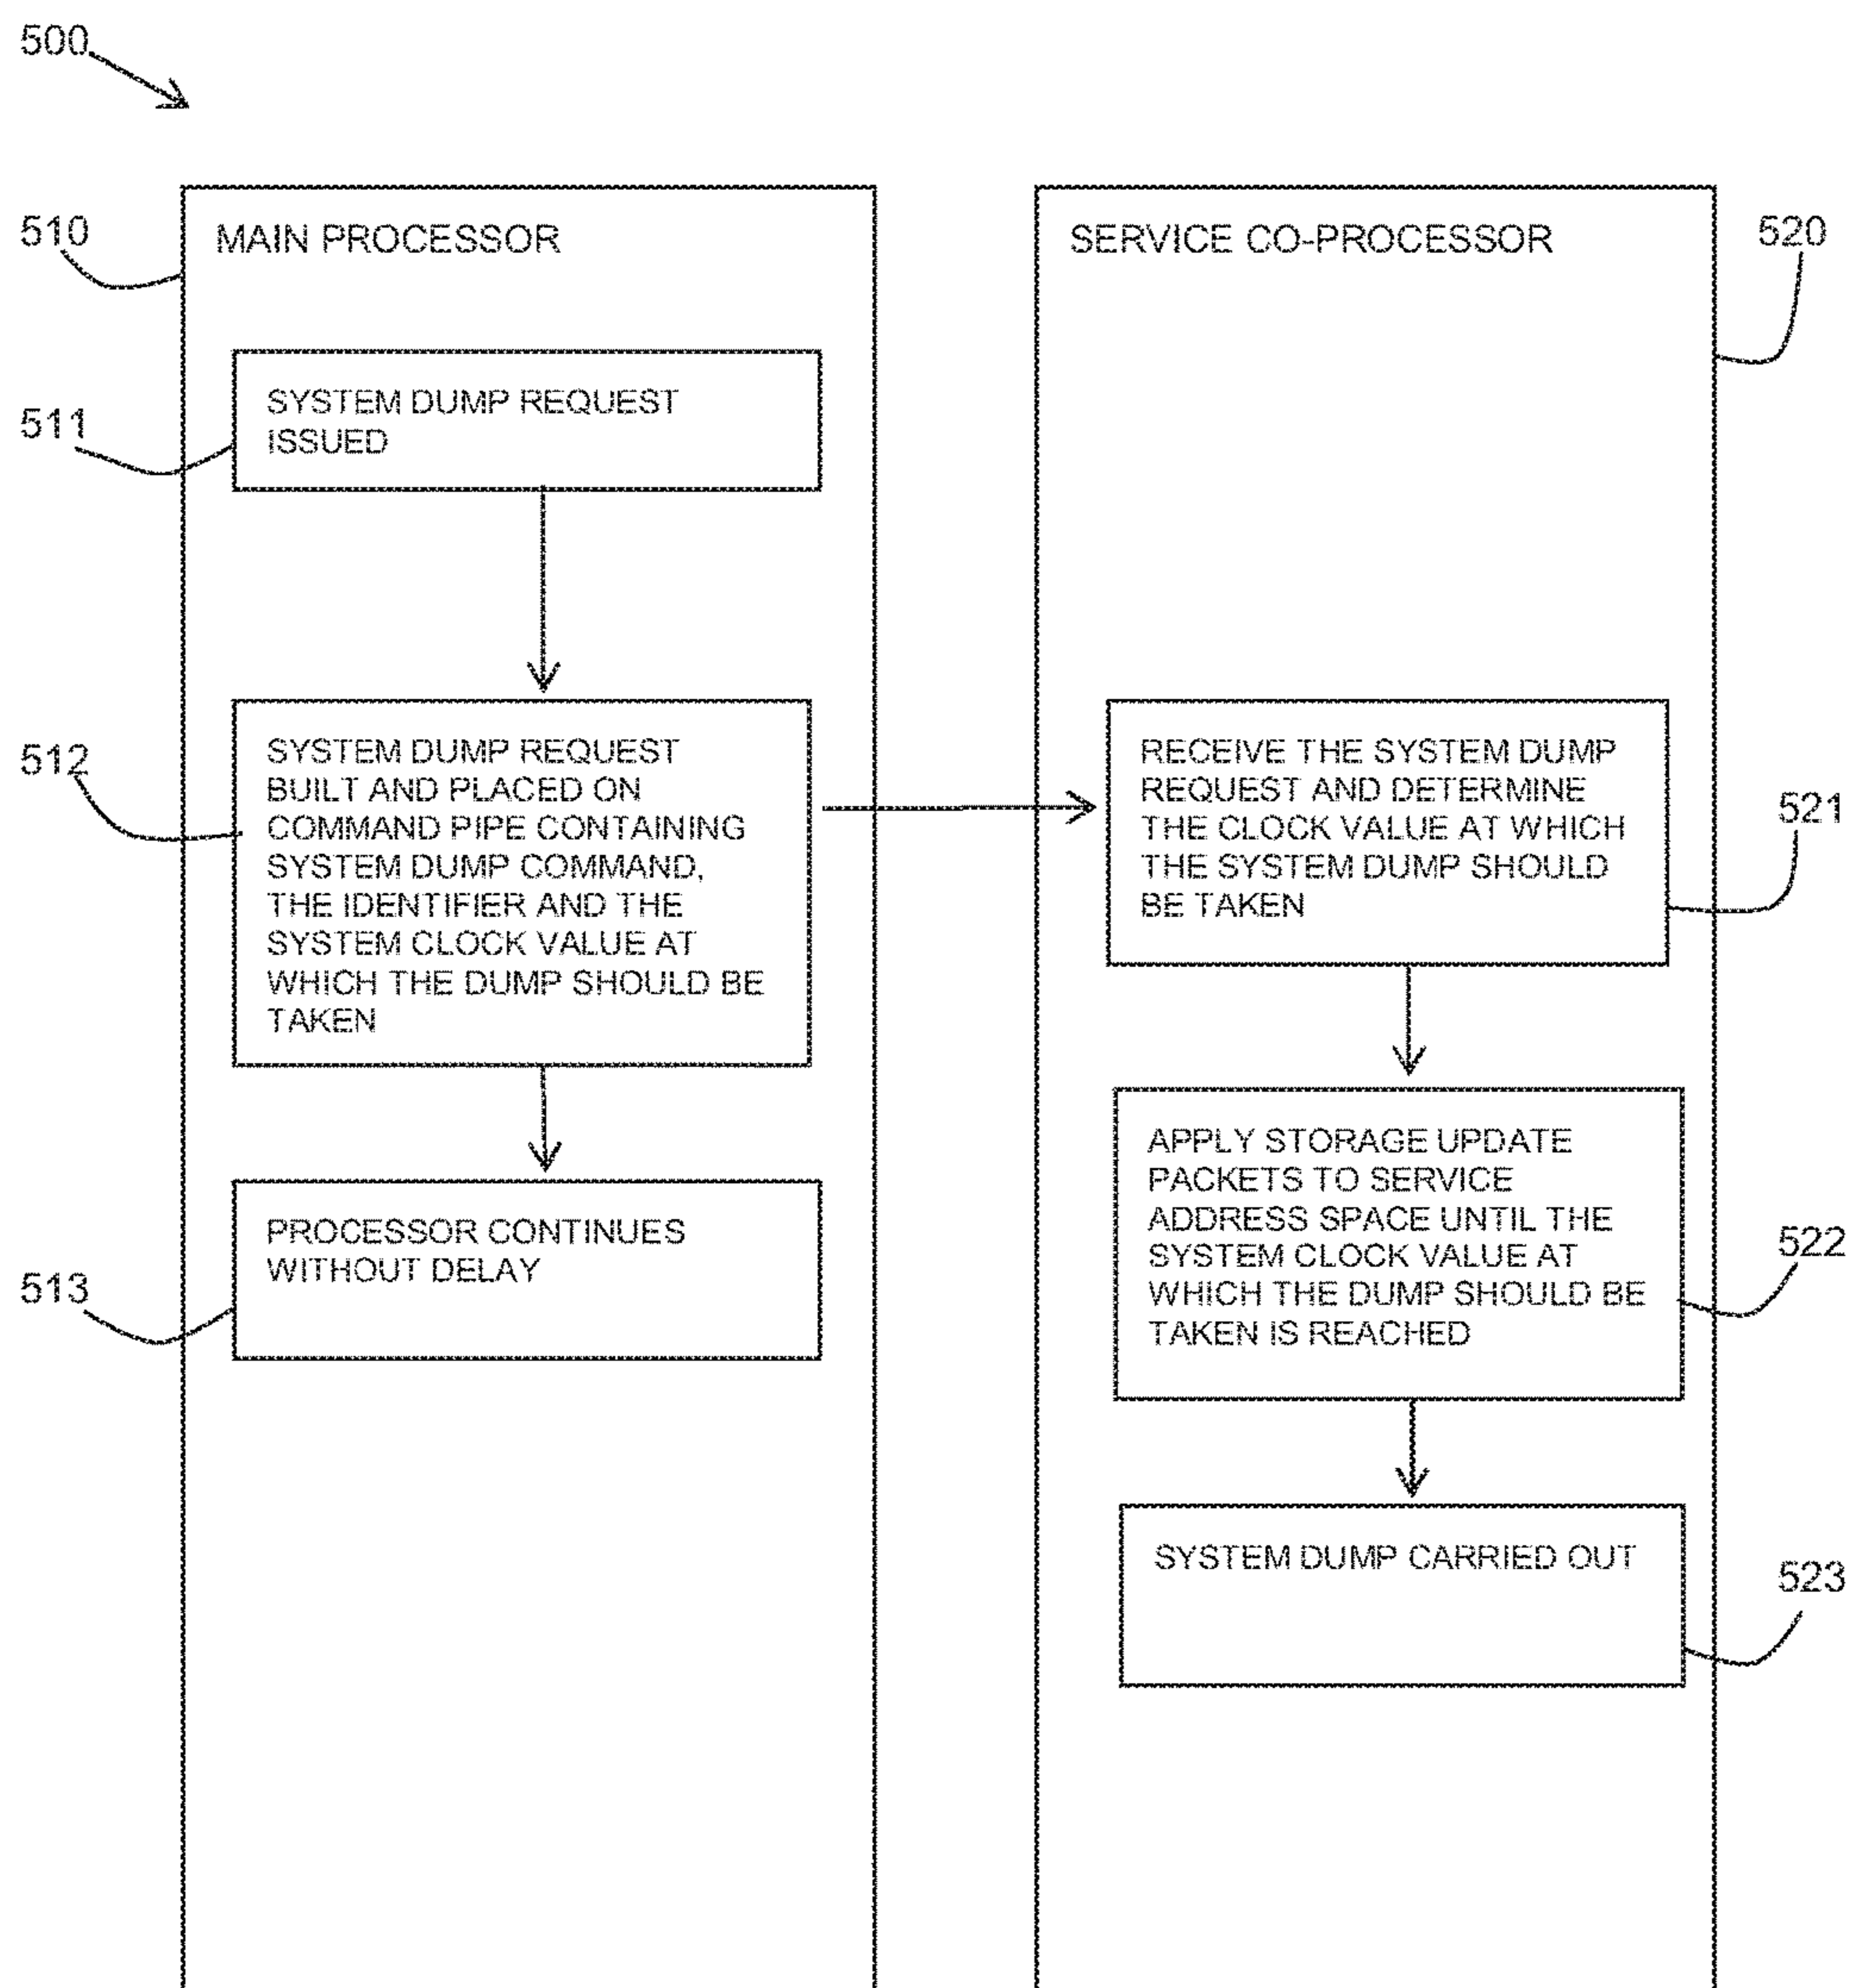 500
510
MAIN PROCESSOR
511
SYSTEM DUMP REQUEST
ISSUED
512
SYSTEM DUMP REQUEST
BUILT AND PLACED ON
COMMAND PIPE CONTAINING
SYSTEM DUMP COMMAND,
THE IDENTIFIER AND THE
SYSTEM CLOCK VALUE AT
WHICH THE DUMP SHOULD BE
TAKEN
513
PROCESSOR CONTINUES
WITHOUT DELAY
SERVICE CO-PROCESSOR
520
RECEIVE THE SYSTEM DUMP
REQUEST AND DETERMINE
THE CLOCK VALUE AT WHICH
THE SYSTEM DUMP SHOULD
BE TAKEN
521
APPLY STORAGE UPDATE
PACKETS TO SERVICE
ADDRESS SPACE UNTIL THE
SYSTEM CLOCK VALUE AT
WHICH THE DUMP SHOULD BE
TAKEN IS REACHED
522
SYSTEM DUMP CARRIED OUT
523